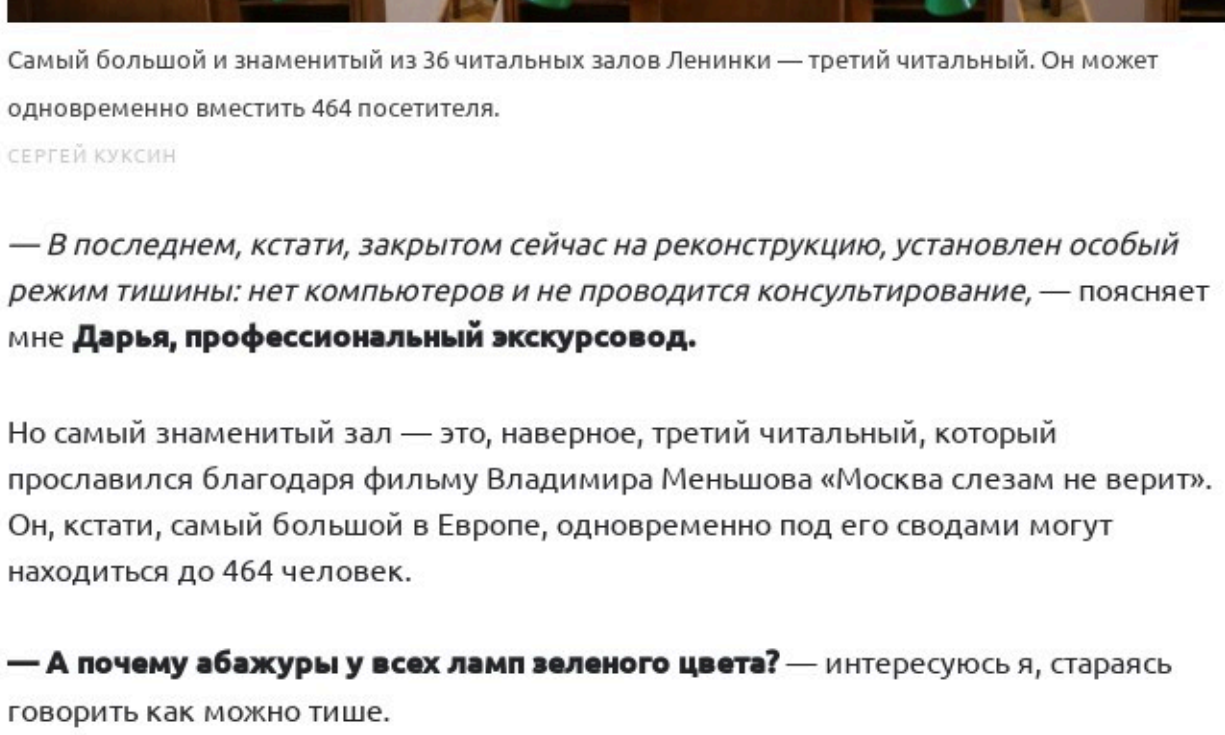 Самый большой и знаменитый из 36 читальных залов Ленинки — третий читальный. Он может
одновременно вместить 464 посетителя.
СЕРГЕЙ КУКСИН
— В последнем, кстати, закрытом сейчас на реконструкцию, установлен особый
режим тишины: нет компьютеров и не проводится консультирование, — поясняет
мне Дарья, профессиональный экскурсовод.
Но самый знаменитый зал — это, наверное, третий читальный, который
прославился благодаря фильму Владимира Меньшова «Москва слезам не верит».
Он, кстати, самый большой в Европе, одновременно под его сводами могут
находиться до 464 человек.
— А почему абажуры у всех ламп зеленого цвета? — интересуюсь я, стараясь
говорить как можно тише.